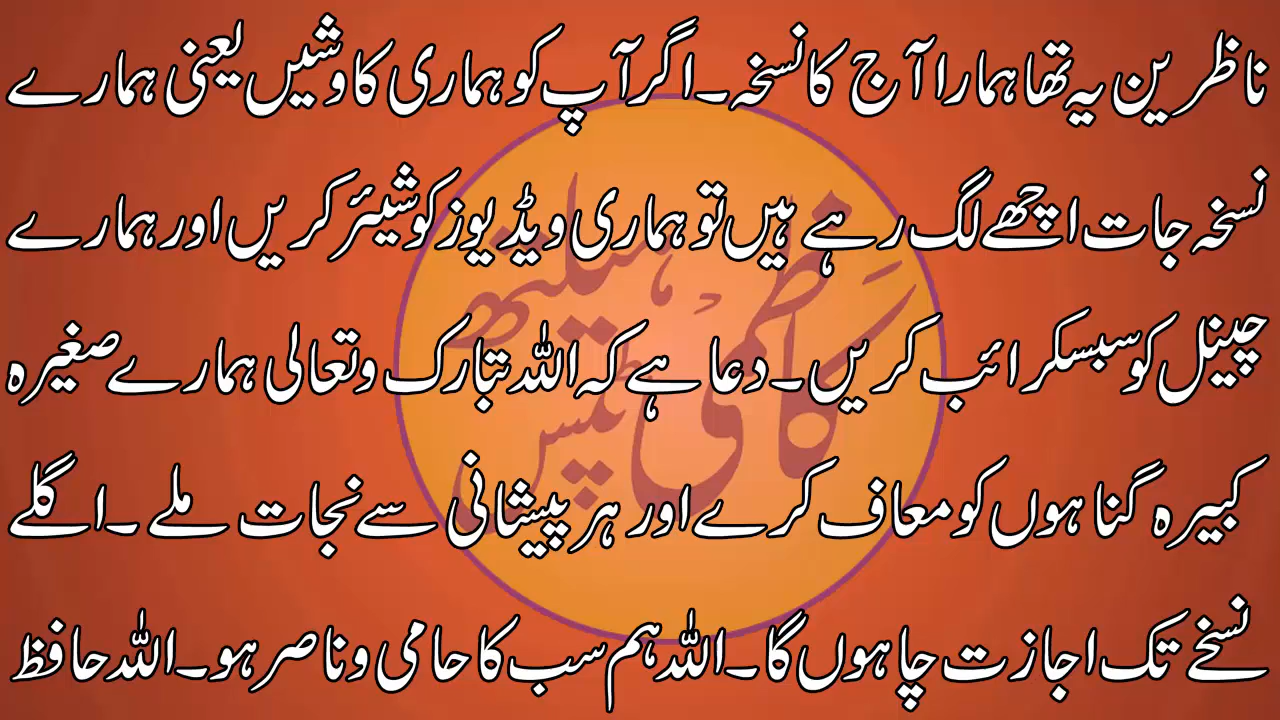 ناظرین یہ تھا ہمارا آج کا نسخہ۔ اگر آپ کو ہماری کاوشیں یعنی ہمارے
نسخہ جات اچھے لگ رہے ہیں تو ہماری ویڈیوز کو شیئر کریں اور ہمارے
چینل کو سبسکرائب کریں۔ دعا ہے کہ اللہ تبارک وتعالی ہمارے صغیرہ
کبیرہ گناہوں کو معاف کرے اور ہر پیشانی سے نجات ملے۔ اگلے
نسخے تک اجازت چاہوں گا۔ اللہ ہم سب کا حامی وناصر ہو۔ اللہ حافظ
کاظمی ہیلتھ
ٹپس